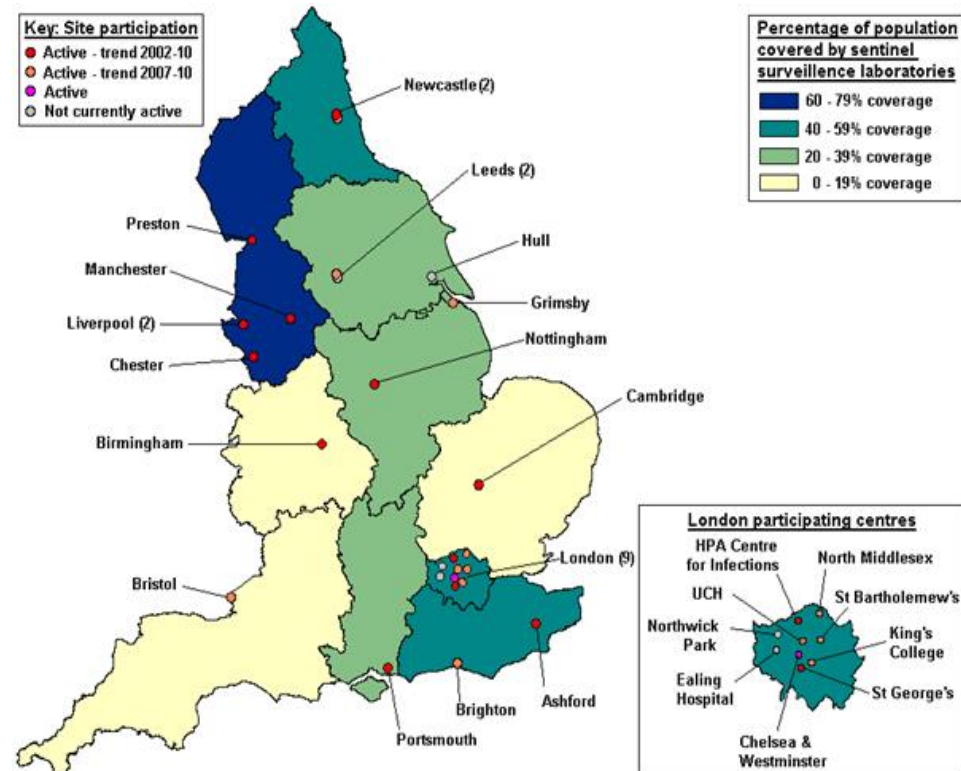 Key: Site participation
Active - trend 2002-10
Active - trend 2007-10
Active
Not currently active
Percentage of population
covered by sentinel
surveillence laboratories
60 - 79% coverage
40 - 59% coverage
20 - 39% coverage
0 - 19% coverage
Newcastle (2)
Leeds (2)
Preston
Hull
Manchester
Grimsby
Liverpool (2)
Nottingham
Chester
Cambridge
Birmingham
London (9)
Bristol
Ashford
Brighton
Portsmouth
London participating centres
HPA Centre
for Infections
North Middlesex
UCH
St Bartholemew's
Northwick
Park
King's
College
Ealing
Hospital
St George's
Chelsea &
Westminster